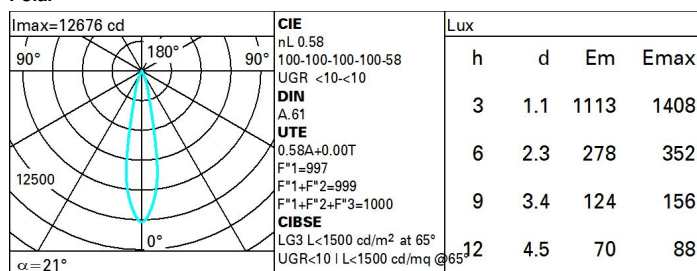 Imax=12676 cd
90° 180° 90°
12500
0°
α=21°
CIE
nL 0.58
100-100-100-100-58
UGR <10-<10
DIN
A.61
UTE
0.58A+0.00T
F"1=997
F"1+F"2=999
F"1+F"2+F"3=1000
CIBSE
LG3 L<1500 cd/m² at 65°
UGR<10 | L<1500 cd/mq @65°
Lux
h d Em Emax
3 1.1 1113 1408
6 2.3 278 352
9 3.4 124 156
12 4.5 70 88